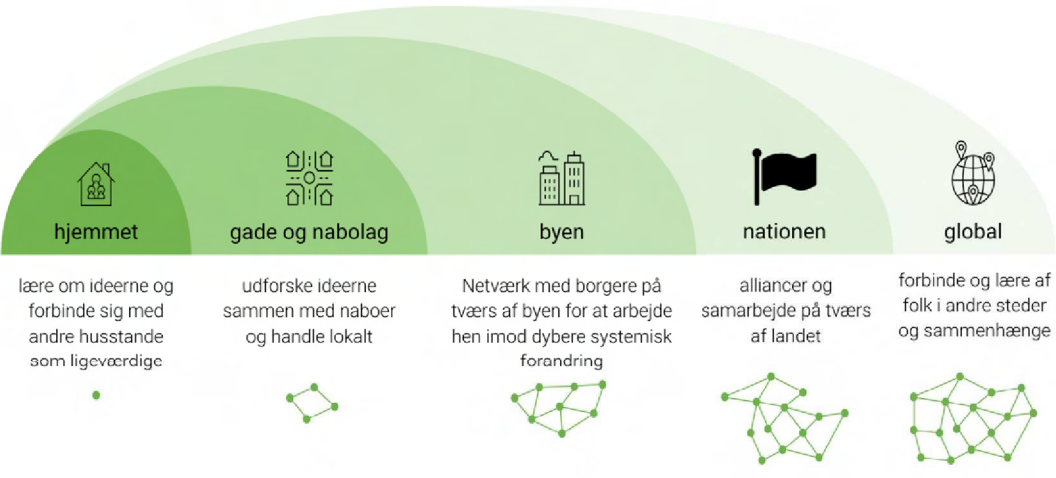 hjemmet
gade og nabolag
byen
nationen
global
lære om ideerne og
forbinde sig med
andre husstande
som ligeværdige
udforske ideerne
sammen med naboer
og handle lokalt
Netværk med borgere på
tværs af byen for at arbejde
hen imod dybere systemisk
forandring
alliancer og
samarbejde på tværs
af landet
forbinde og lære af
folk i andre steder
og sammenhænge